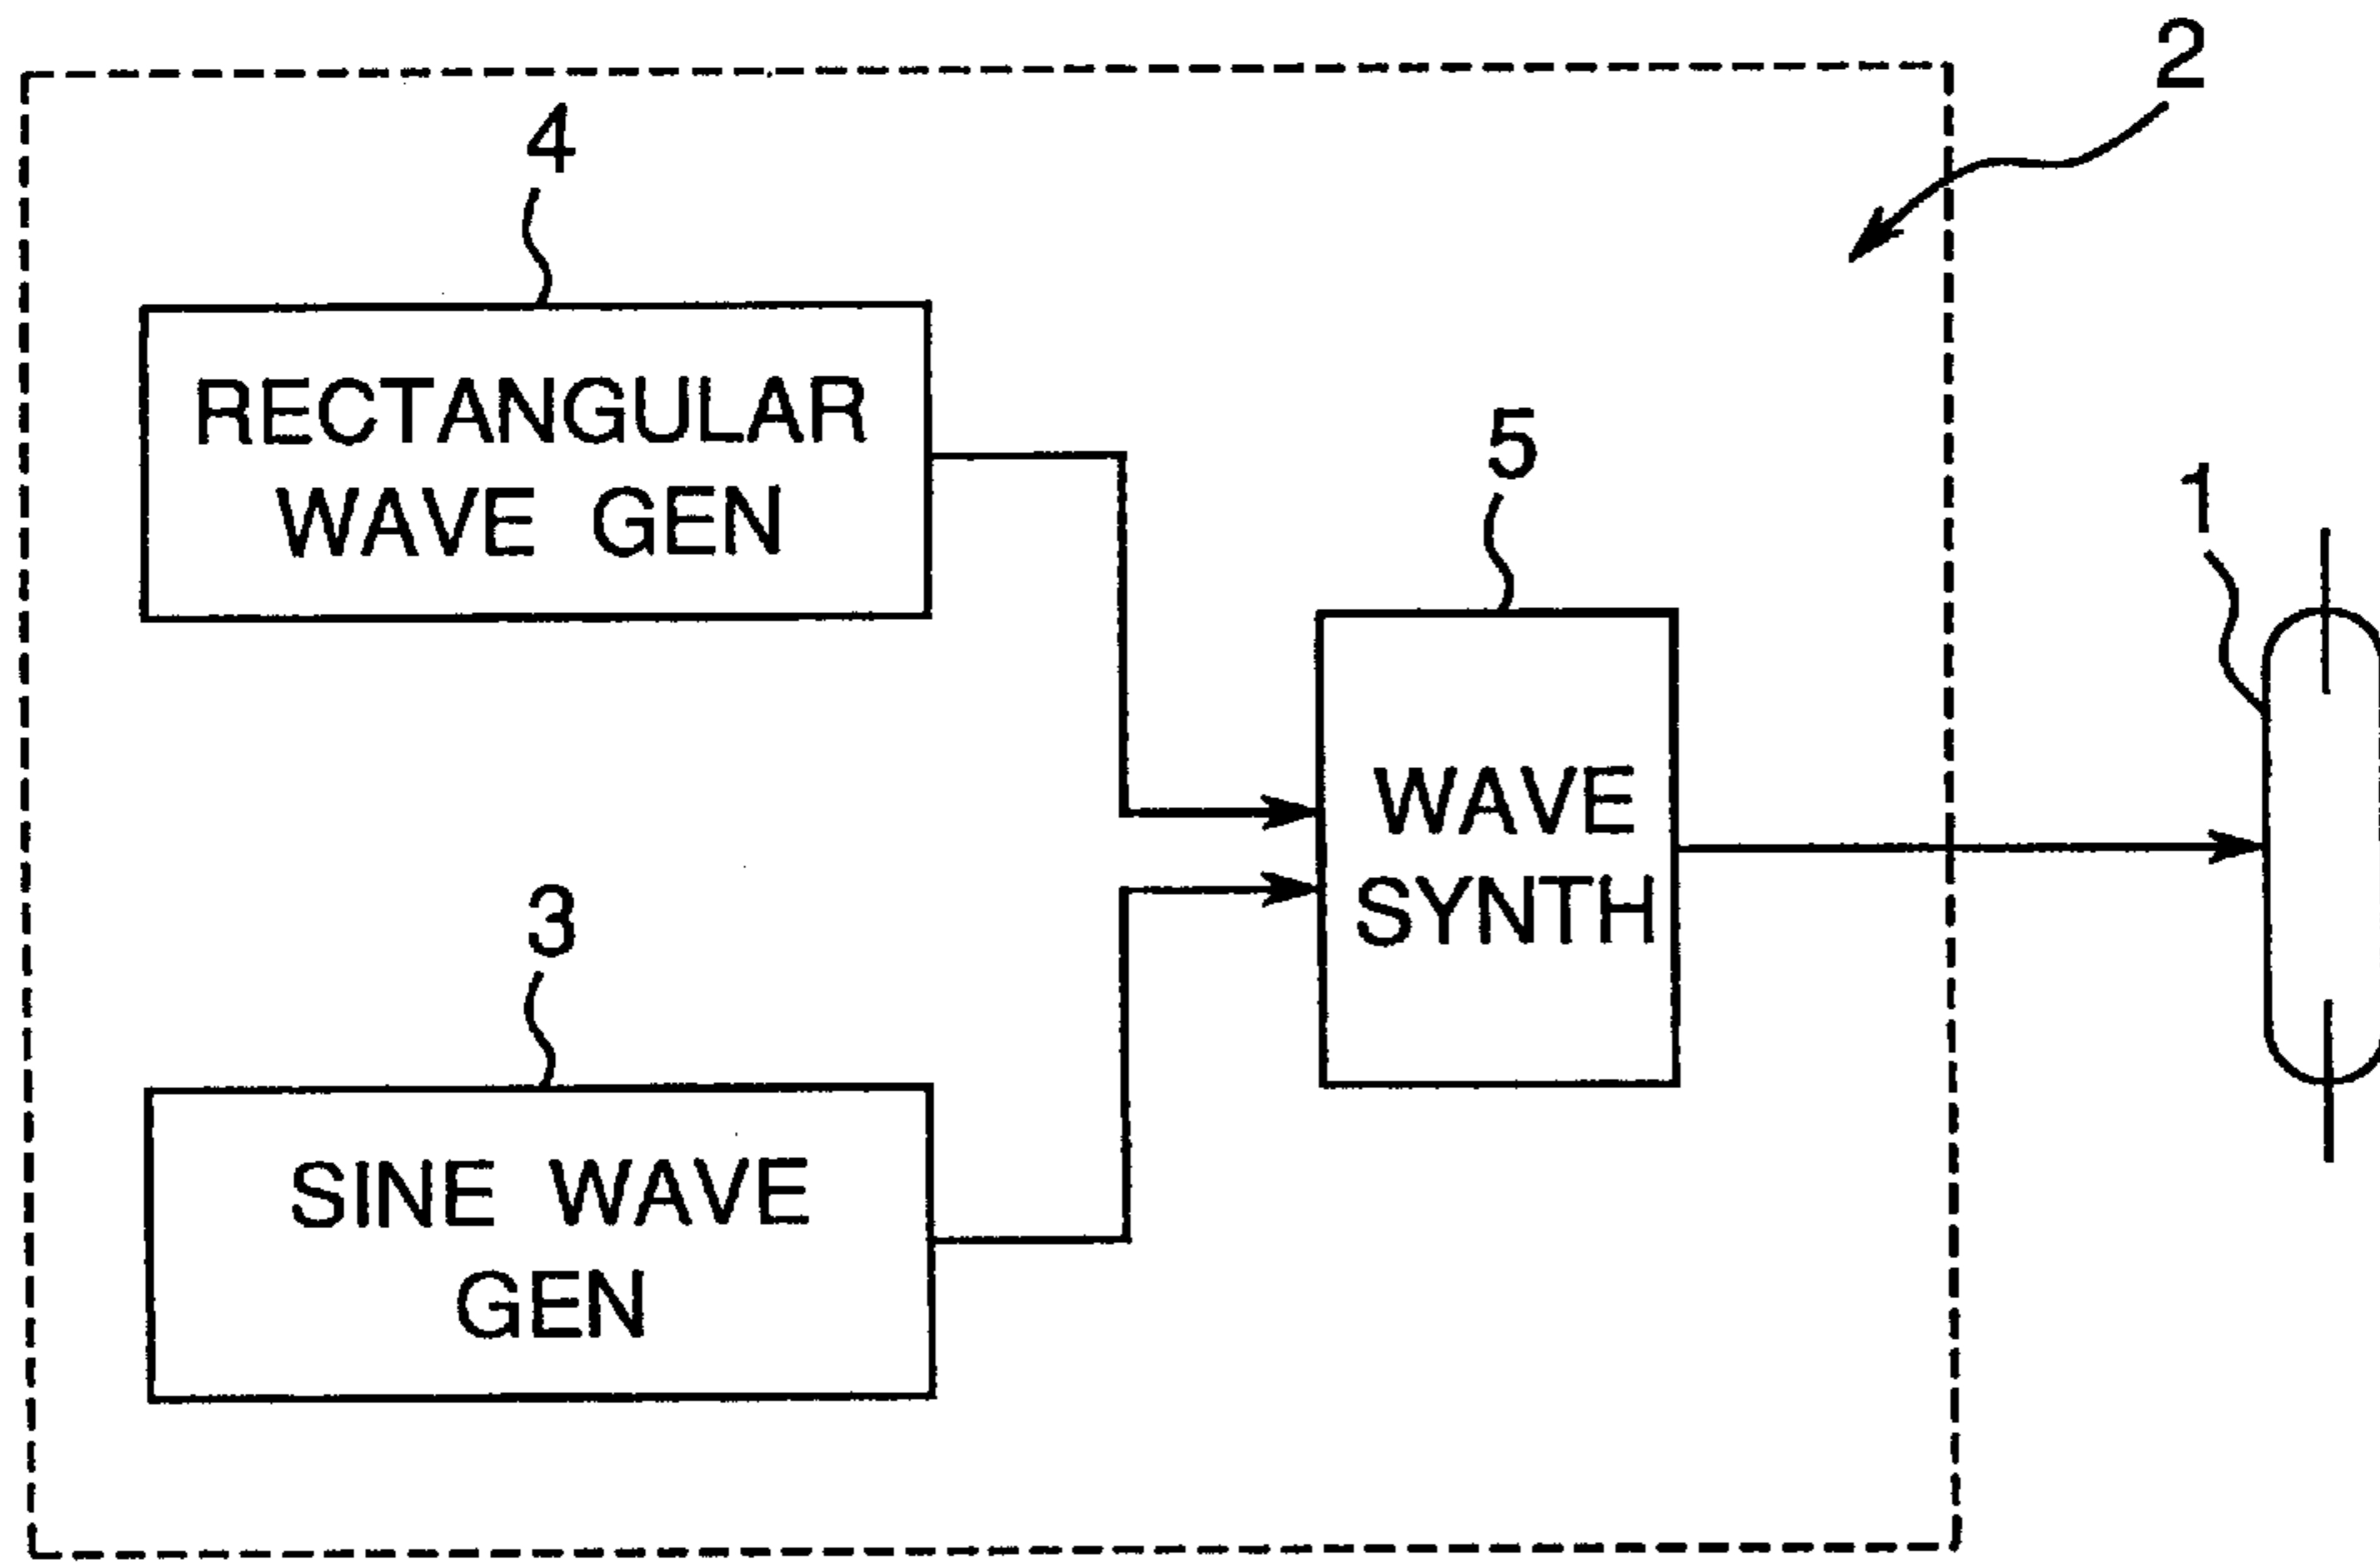 2
4
RECTANGULAR
WAVE GEN
5
1
WAVE
SYNTH
3
SINE WAVE
GEN